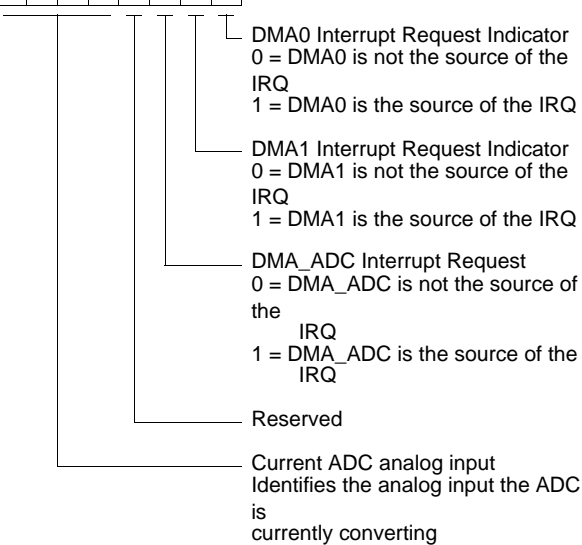 DMA0 Interrupt Request Indicator
0 = DMA0 is not the source of the
IRQ
1 = DMA0 is the source of the IRQ
DMA1 Interrupt Request Indicator
0 = DMA1 is not the source of the
IRQ
1 = DMA1 is the source of the IRQ
DMA_ADC Interrupt Request
0 = DMA_ADC is not the source of
the
IRQ
1 = DMA_ADC is the source of the
IRQ
Reserved
Current ADC analog input
Identifies the analog input the ADC
is
currently converting